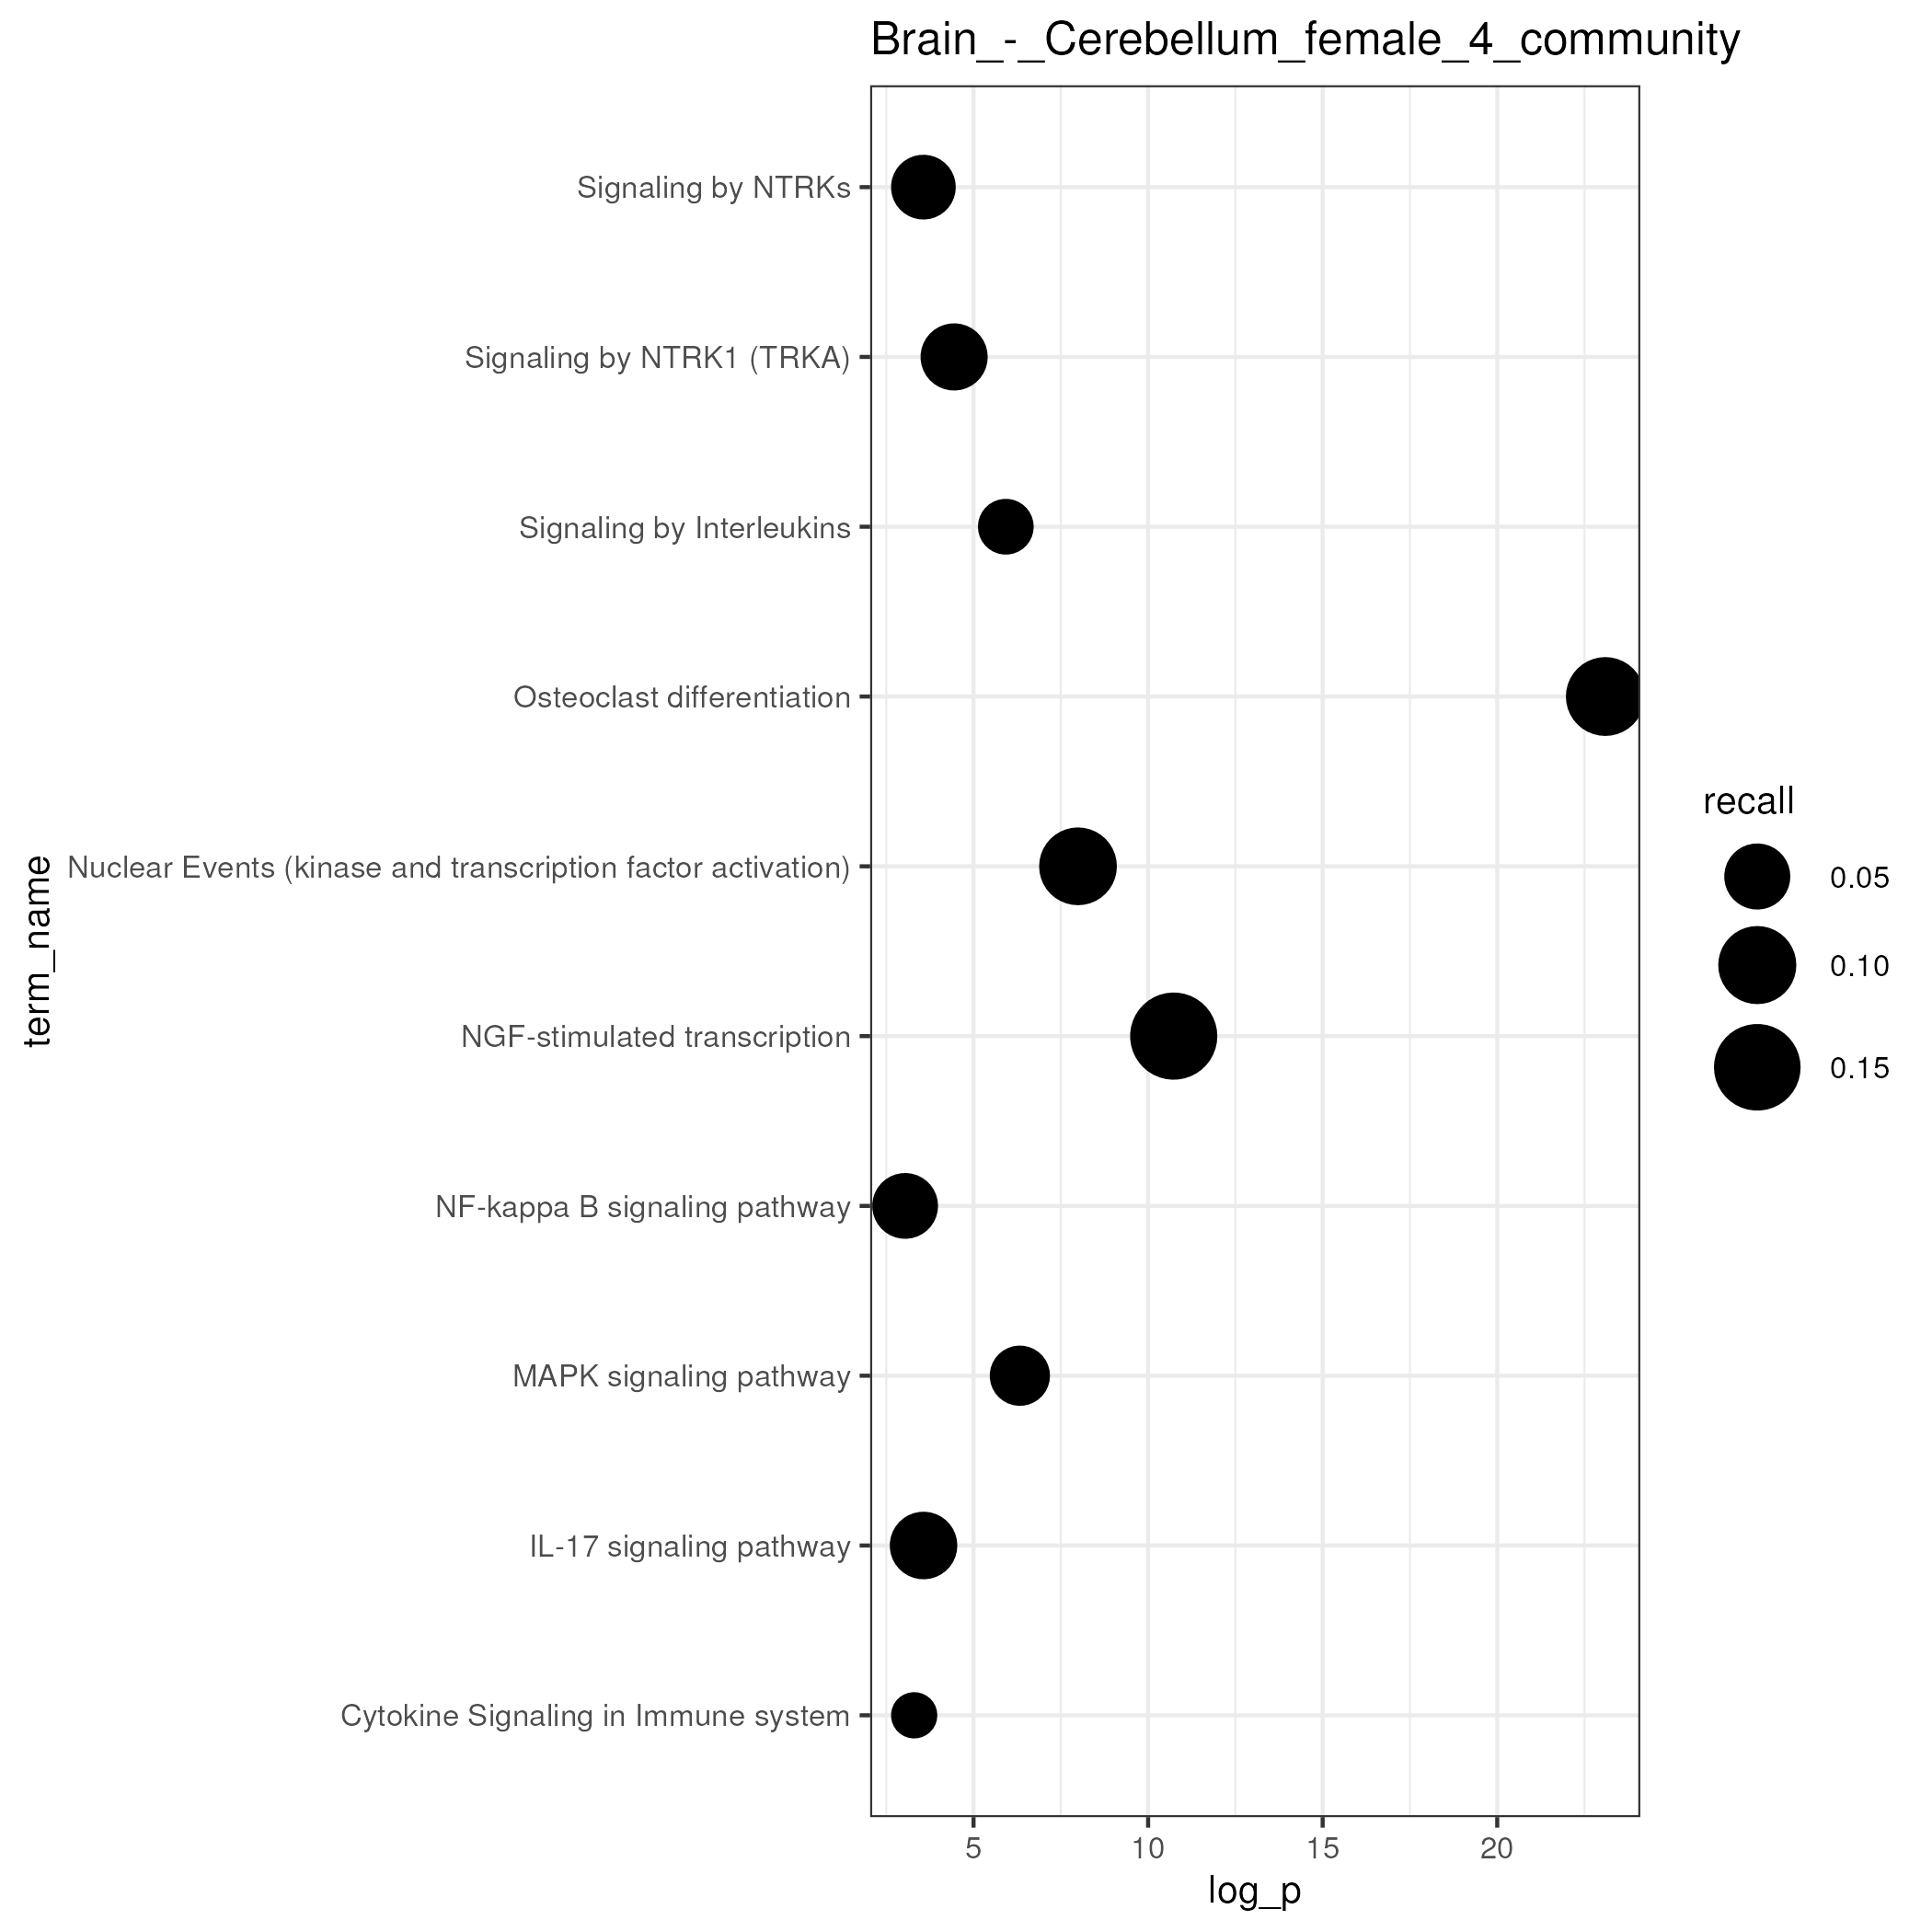 Brain_-_Cerebellum_female_4_community
Signaling by NTRKs
Signaling by NTRK1 (TRKA)
Signaling by Interleukins
Osteoclast differentiation
Nuclear Events (kinase and transcription factor activation)
NGF-stimulated transcription
NF-kappa B signaling pathway
MAPK signaling pathway
IL-17 signaling pathway
Cytokine Signaling in Immune system
term_name
5 10 15 20
log_p
recall
0.05
0.10
0.15